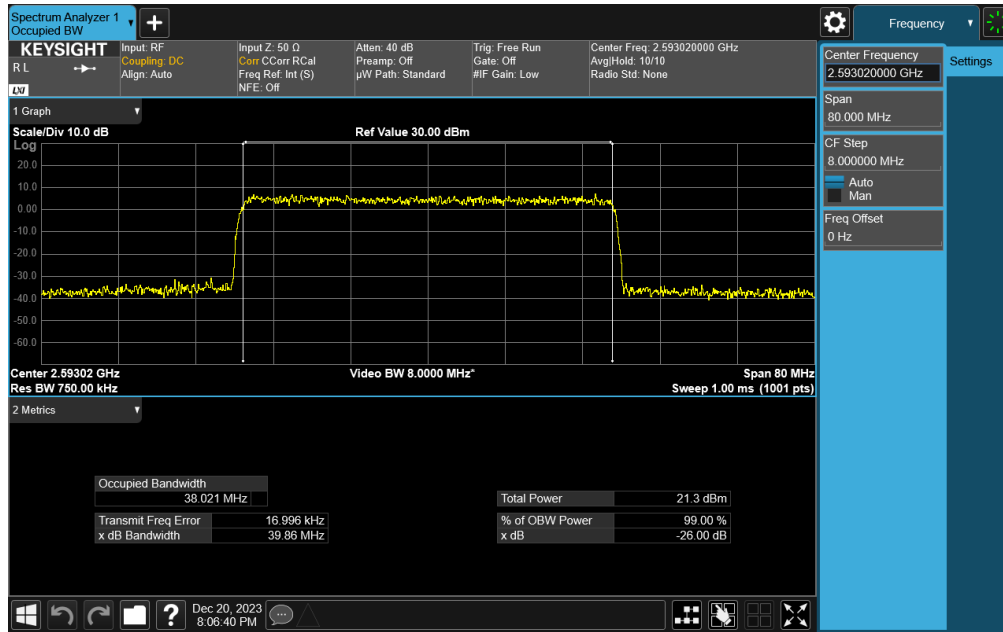 Spectrum Analyzer 1
Occupied BW
Frequency
KEYSIGHT
R L
LXI
Input: RF
Coupling: DC
Align: Auto
Input Z: 50 Ω
Corr CCorr RCal
Freq Ref: Int (S)
NFE: Off
Atten: 40 dB
Preamp: Off
µW Path: Standard
Trig: Free Run
Gate: Off
#IF Gain: Low
Center Freq: 2.593020000 GHz
Avg|Hold: 10/10
Radio Std: None
Center Frequency
2.593020000 GHz
Settings
Span
80.000 MHz
CF Step
8.000000 MHz
Auto
Man
Freq Offset
0 Hz
1 Graph
Scale/Div 10.0 dB
Ref Value 30.00 dBm
Log
20.0
10.0
0.00
-10.0
-20.0
-30.0
-40.0
-50.0
-60.0
Center 2.59302 GHz
Video BW 8.0000 MHz*
Span 80 MHz
Res BW 750.00 kHz
Sweep 1.00 ms (1001 pts)
2 Metrics
Occupied Bandwidth
38.021 MHz
Total Power 21.3 dBm
Transmit Freq Error 16.996 kHz
% of OBW Power 99.00 %
x dB Bandwidth 39.86 MHz
x dB -26.00 dB
?
Dec 20, 2023
8:06:40 PM